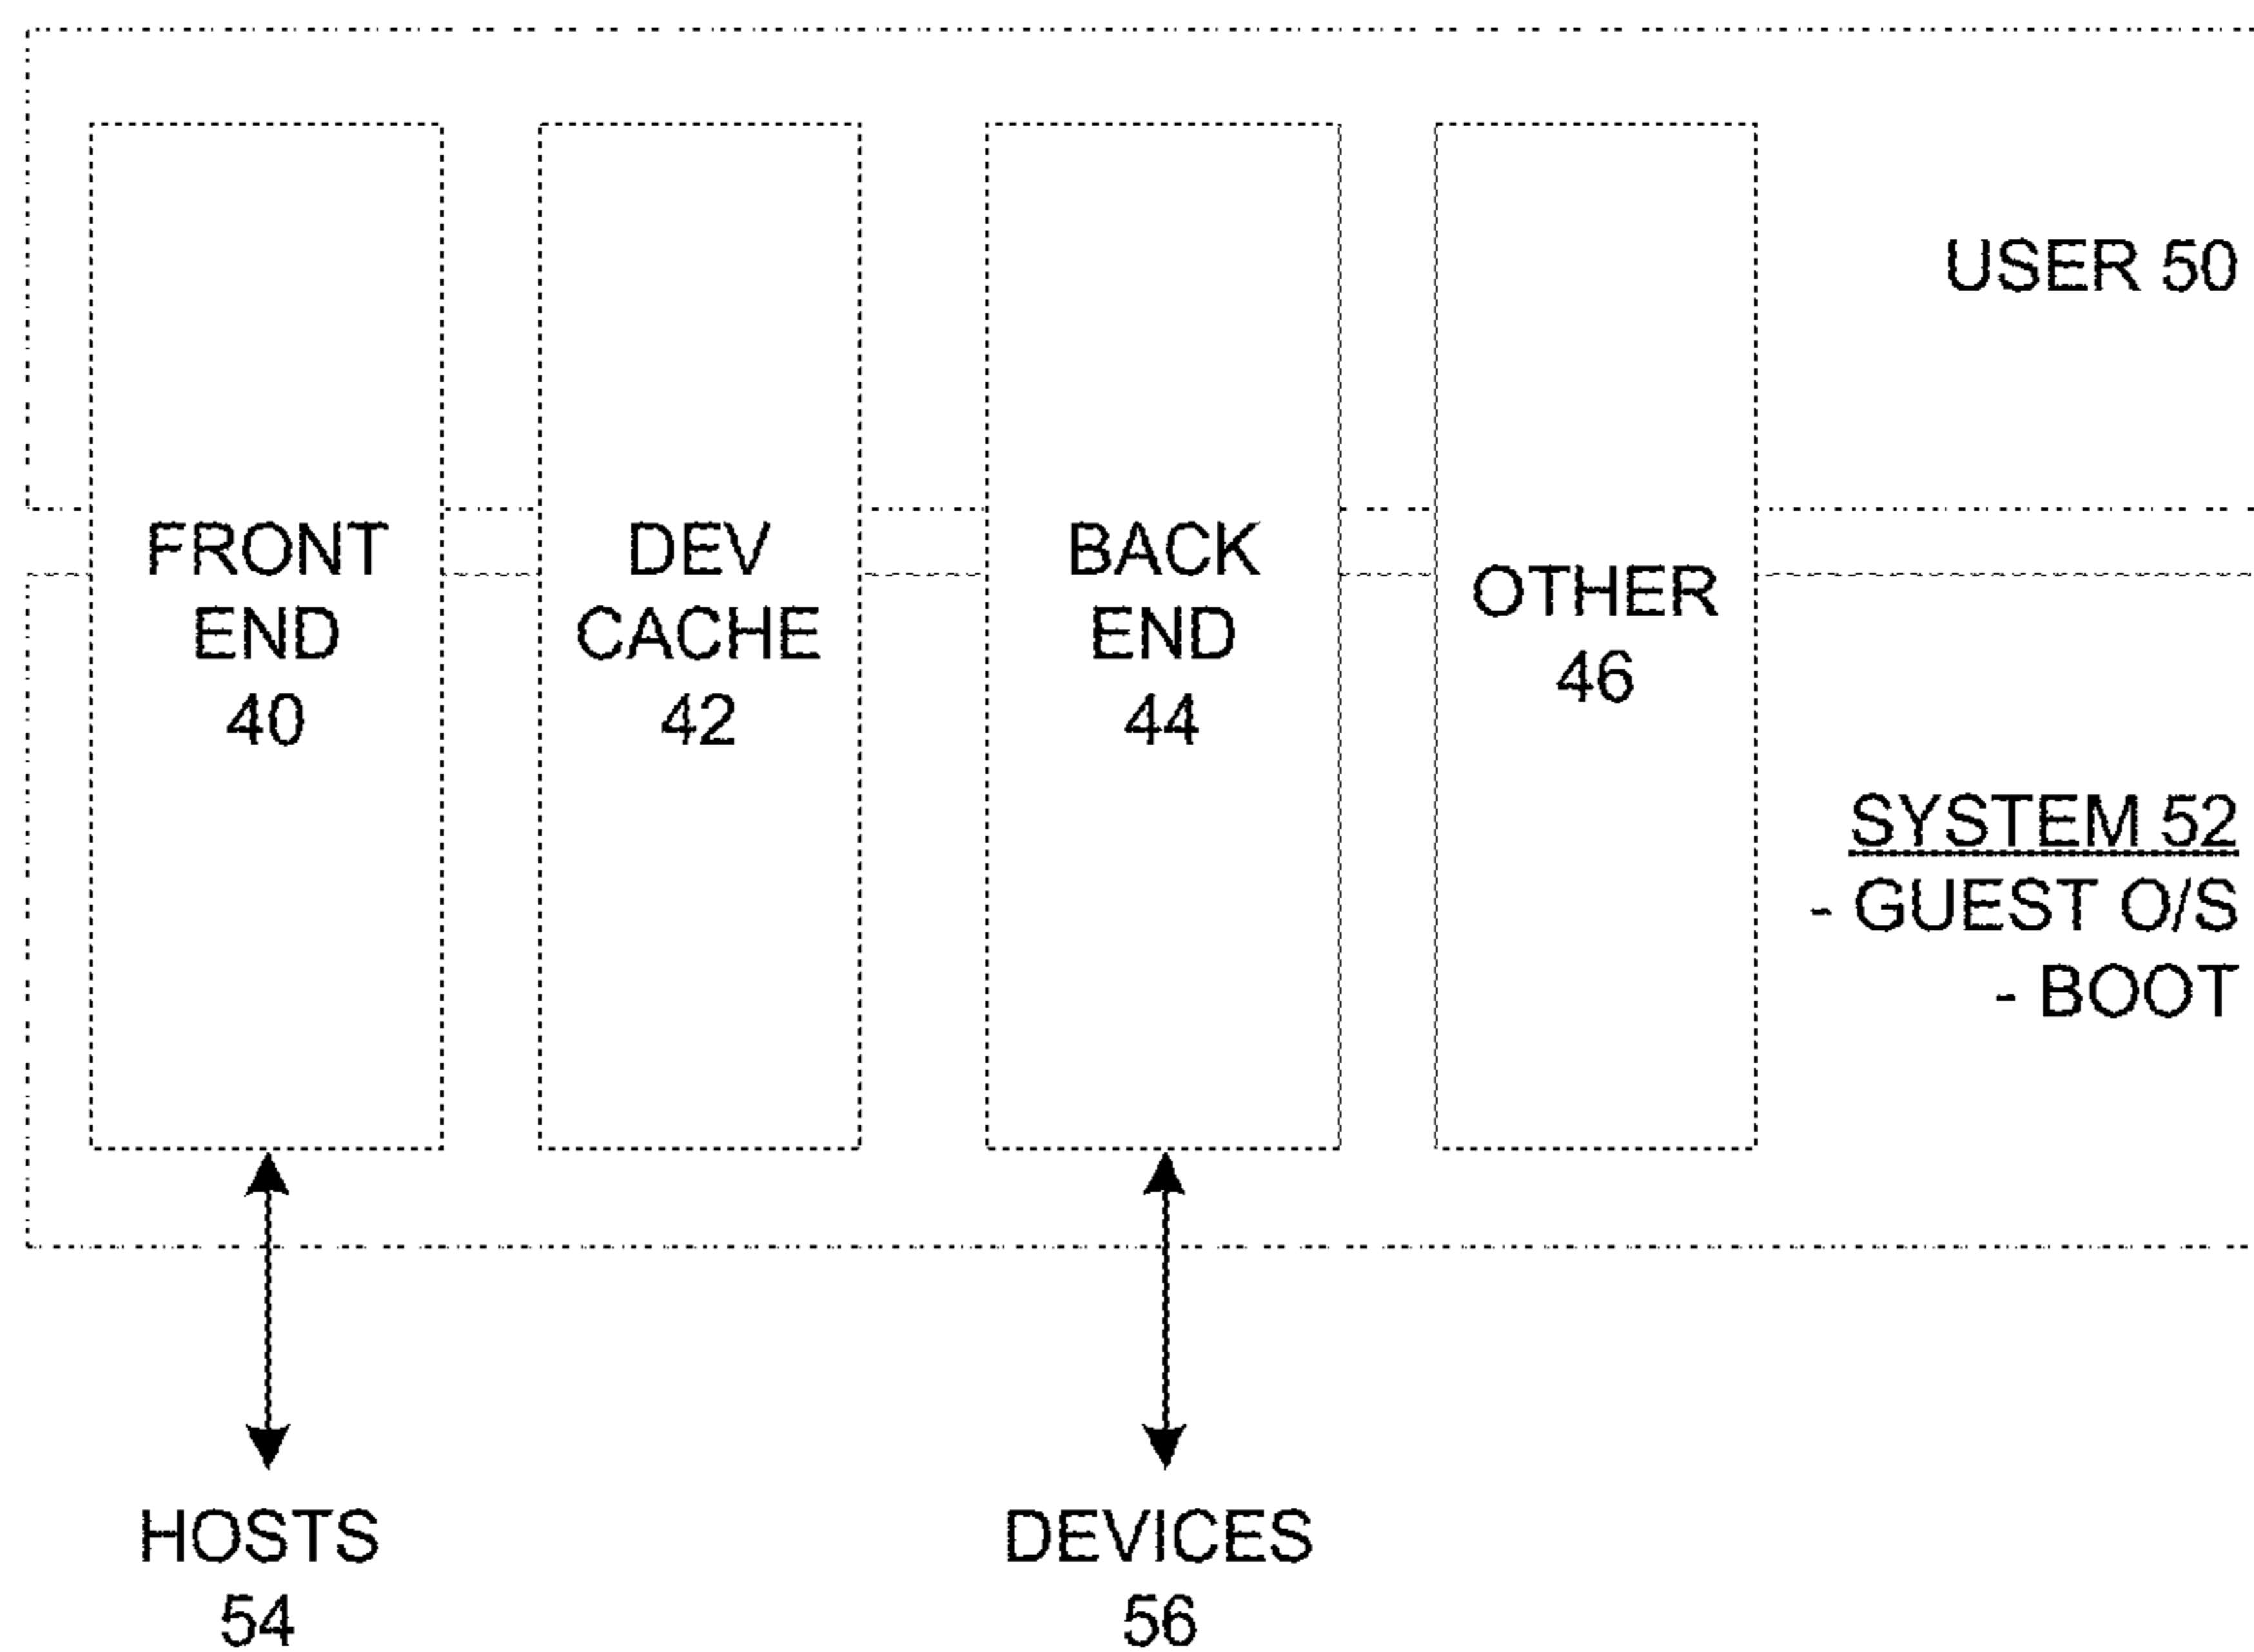 USER 50
FRONT
END
40
DEV
CACHE
42
BACK
END
44
OTHER
46
SYSTEM 52
- GUEST O/S
- BOOT
HOSTS
54
DEVICES
56